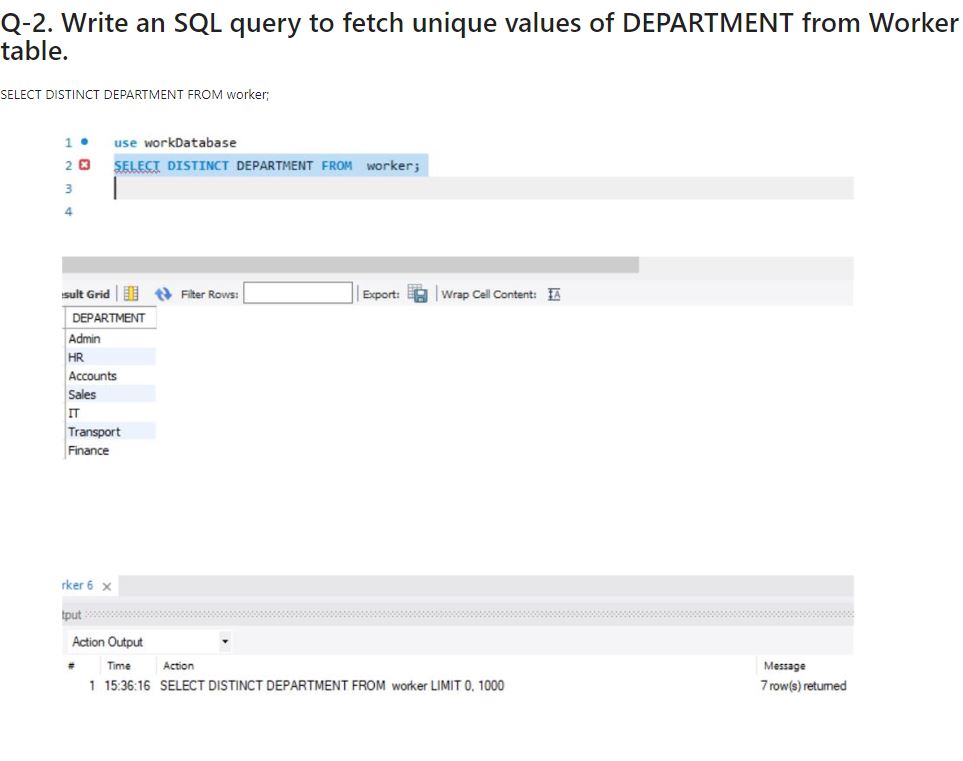 Q-2. Write an SQL query to fetch unique values of DEPARTMENT from Worker
table.
SELECT DISTINCT DEPARTMENT FROM worker;
1 use workDatabase
2 SELECT DISTINCT DEPARTMENT FROM worker;
3
4
sult Grid Filter Rows: Export: Wrap Cell Content: IA
DEPARTMENT
Admin
HR
Accounts
Sales
IT
Transport
Finance
rker 6
tput
Action Output
# Time Action Message
1 15:36:16 SELECT DISTINCT DEPARTMENT FROM worker LIMIT 0, 1000 7 row(s) returned